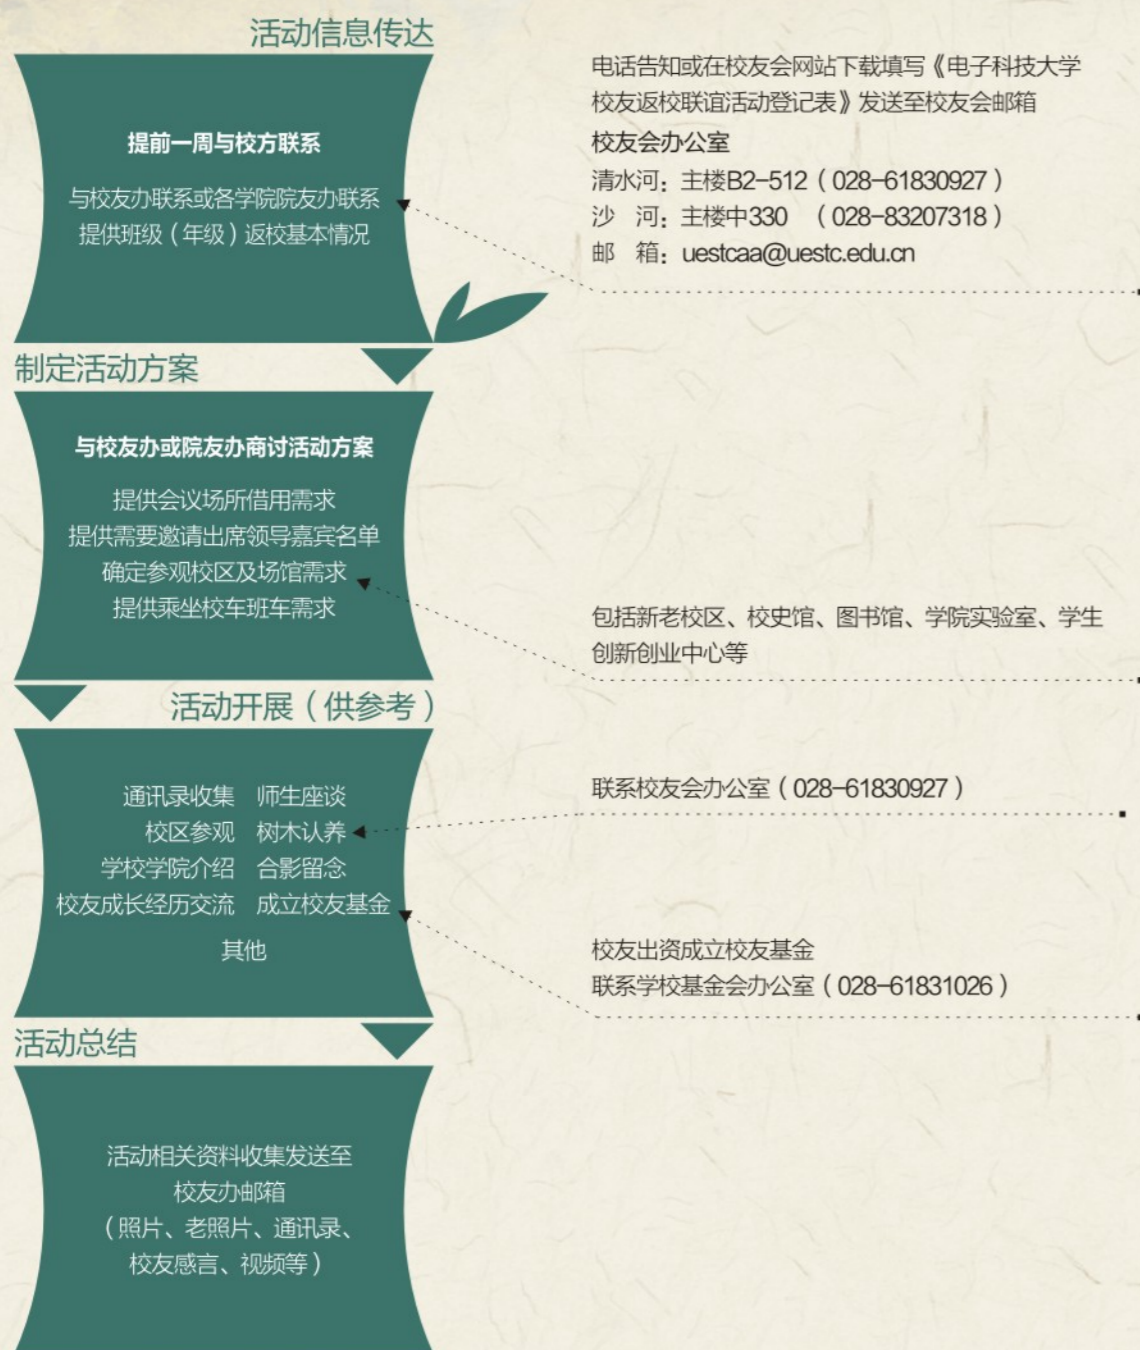 活动信息传达
提前一周与校方联系
与校友办联系或各学院院友办联系
提供班级（年级）返校基本情况
电话告知或在校友会网站下载填写《电子科技大学
校友返校联谊活动登记表》发送至校友会邮箱
校友会办公室
清水河：主楼B2-512（028-61830927）
沙　河：主楼中330　（028-83207318）
邮　箱：uestcaa@uestc.edu.cn
制定活动方案
与校友办或院友办商讨活动方案
提供会议场所借用需求
提供需要邀请出席领导嘉宾名单
确定参观校区及场馆需求
提供乘坐校车班车需求
包括新老校区、校史馆、图书馆、学院实验室、学生
创新创业中心等
活动开展（供参考）
通讯录收集　师生座谈
校区参观　树木认养
学校学院介绍　合影留念
校友成长经历交流　成立校友基金
其他
联系校友会办公室（028-61830927）
校友出资成立校友基金
联系学校基金会办公室（028-61831026）
活动总结
活动相关资料收集发送至
校友办邮箱
（照片、老照片、通讯录、
校友感言、视频等）